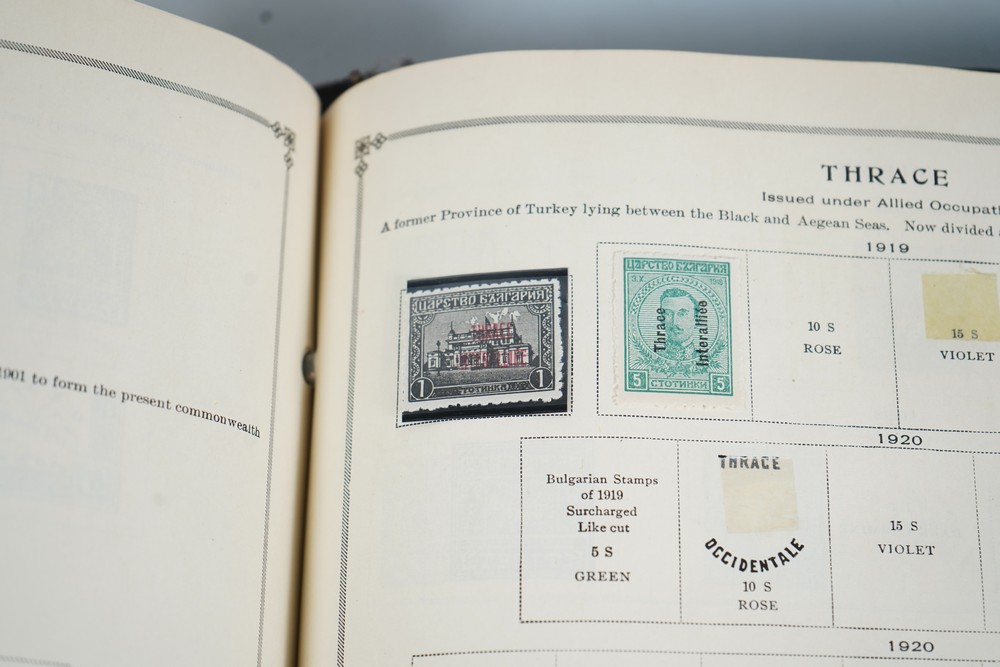 1901 to form the present commonwealth
THRACE
Issued under Allied Occupati
A former Province of Turkey lying between the Black and Aegean Seas. Now divided
1919
ЦАРСТВО БЪЛГАРИЯ
1 1
СТОТИНКА
ЦАРСТВО БЪЛГАРИЯ
Thrace
Interalliée
5 5
СТОТИНКИ
10 S
ROSE
15 S
VIOLET
1920
Bulgarian Stamps
of 1919
Surcharged
Like cut
5 S
GREEN
THRACE
OCCIDENTALE
10 S
ROSE
15 S
VIOLET
1920